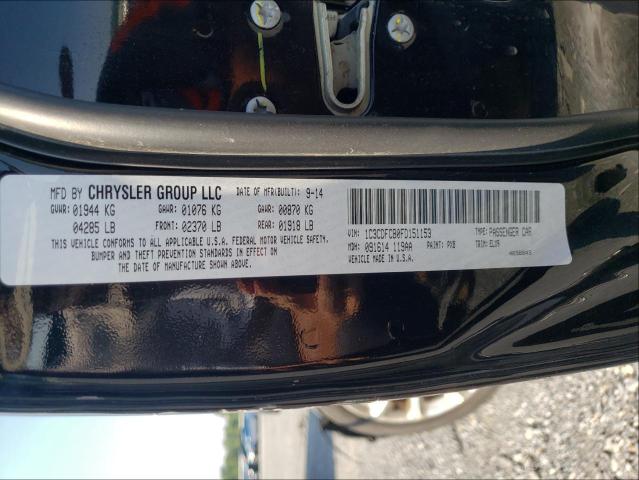 MFD BY CHRYSLER GROUP LLC DATE OF MFR(BUILT): 9-14
GVWR: 01944 KG GAWR: 01076 KG GAWR: 00870 KG
04285 LB FRONT: 02370 LB REAR: 01918 LB
THIS VEHICLE CONFORMS TO ALL APPLICABLE U.S.A. FEDERAL MOTOR VEHICLE SAFETY,
BUMPER AND THEFT PREVENTION STANDARDS IN EFFECT ON
THE DATE OF MANUFACTURE SHOWN ABOVE.
VIN: 1C3CDFCB0FD151159 TYPE: PASSENGER CAR
MDH: 091614 119AA PAINT: PX8 TRIM:
VEHICLE MADE IN U.S.A.